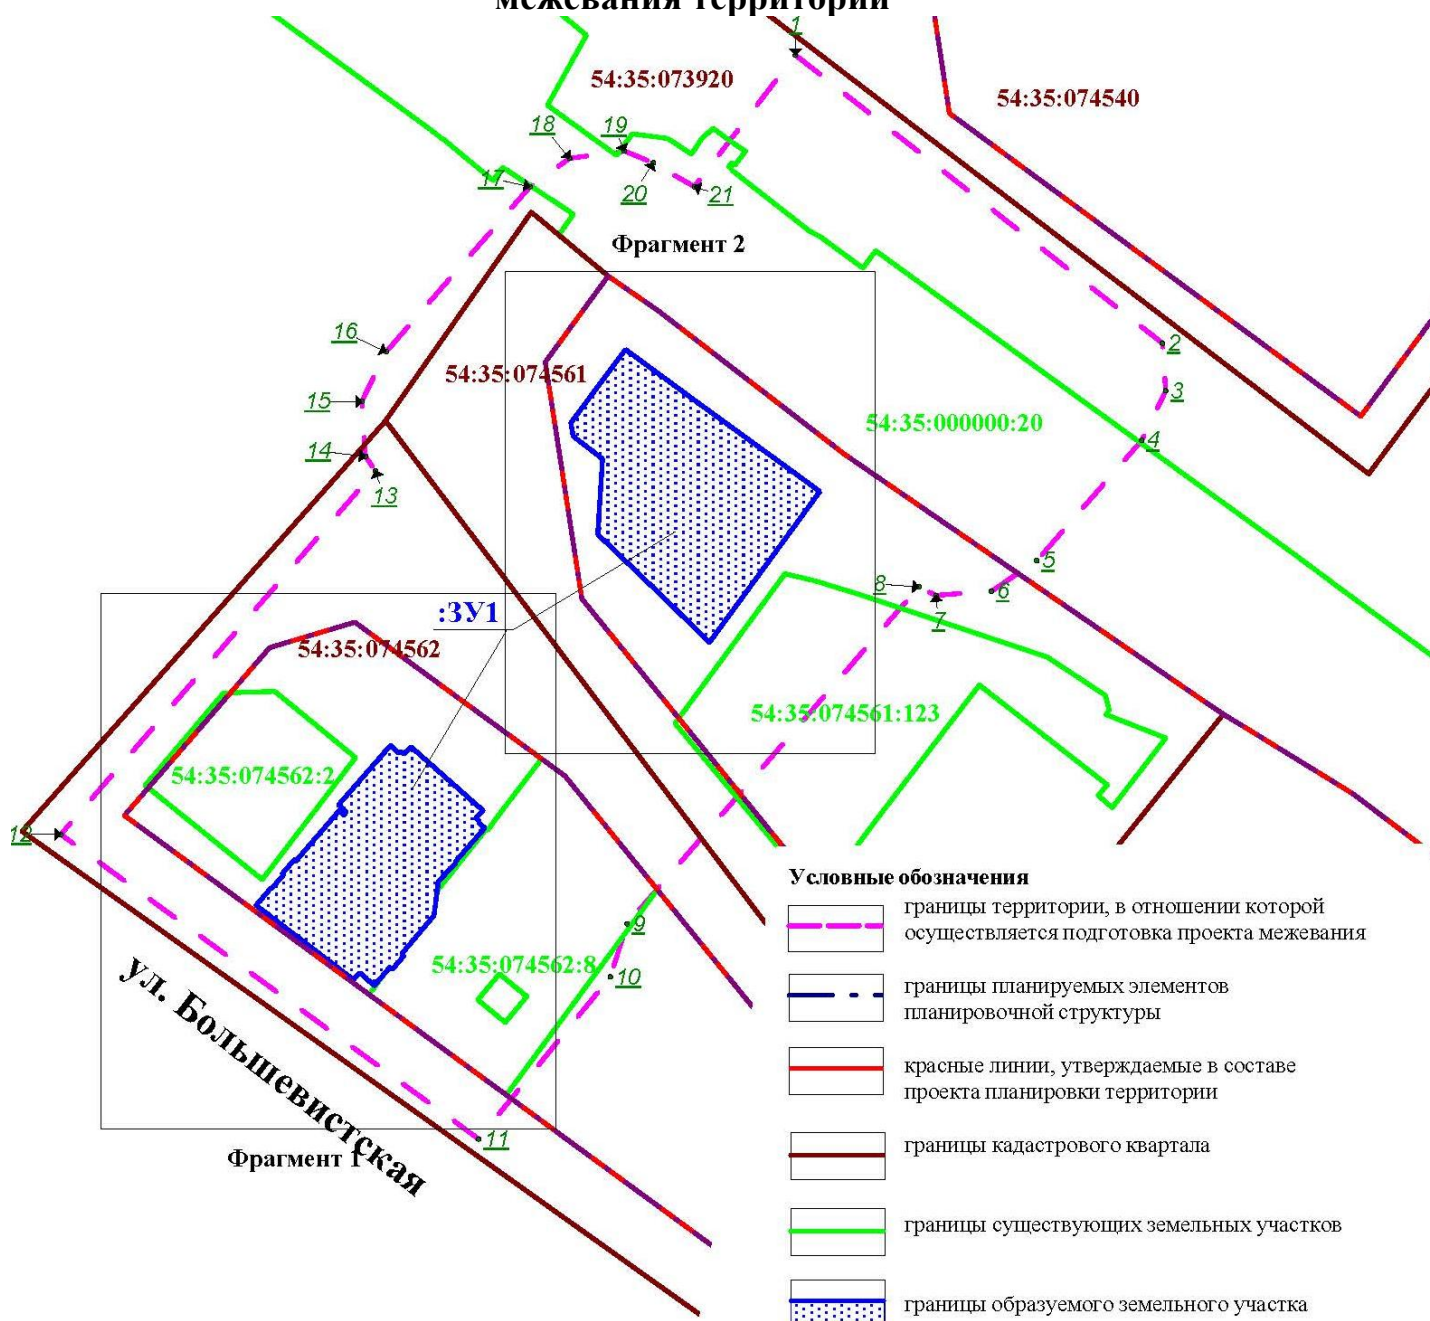 межевания территории
1
54:35:073920
54:35:074540
18
19
17
20
21
Фрагмент 2
16
2
54:35:074561
3
15
54:35:000000:20
4
14
13
5
8
6
7
:ЗУ1
54:35:074562
54:35:074561:123
54:35:074562:2
12
9
54:35:074562:8
10
ул. Большевистская
11
Фрагмент 1
Условные обозначения
границы территории, в отношении которой
осуществляется подготовка проекта межевания
границы планируемых элементов
планировочной структуры
красные линии, утверждаемые в составе
проекта планировки территории
границы кадастрового квартала
границы существующих земельных участков
границы образуемого земельного участка